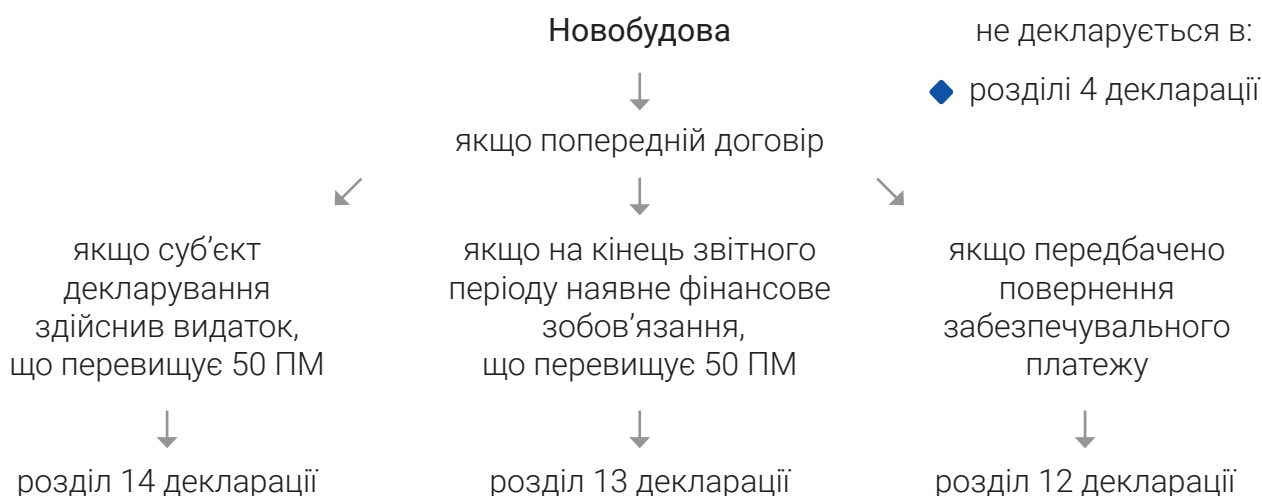 Новобудова
не декларується в:
розділі 4 декларації
якщо попередній договір
якщо суб’єкт
декларування
здійснив видаток,
що перевищує 50 ПМ
якщо на кінець звітного
періоду наявне фінансове
зобов’язання,
що перевищує 50 ПМ
якщо передбачено
повернення
забезпечувального
платежу
розділ 14 декларації
розділ 13 декларації
розділ 12 декларації